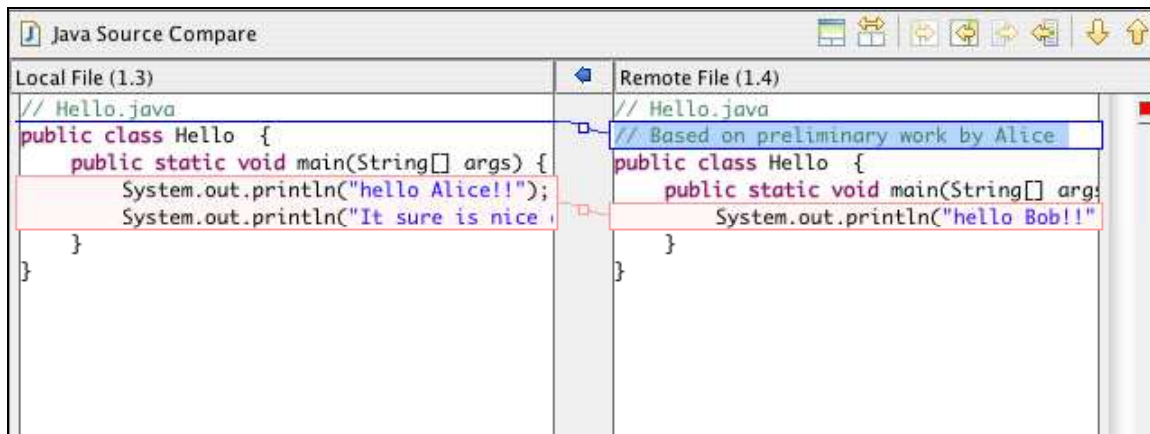 Java Source Compare
Local File (1.3)
// Hello.java
public class Hello  {
    public static void main(String[] args) {
        System.out.println("hello Alice!!");
        System.out.println("It sure is nice
    }
}
Remote File (1.4)
// Hello.java
// Based on preliminary work by Alice
public class Hello  {
    public static void main(String[] args
        System.out.println("hello Bob!!"
    }
}